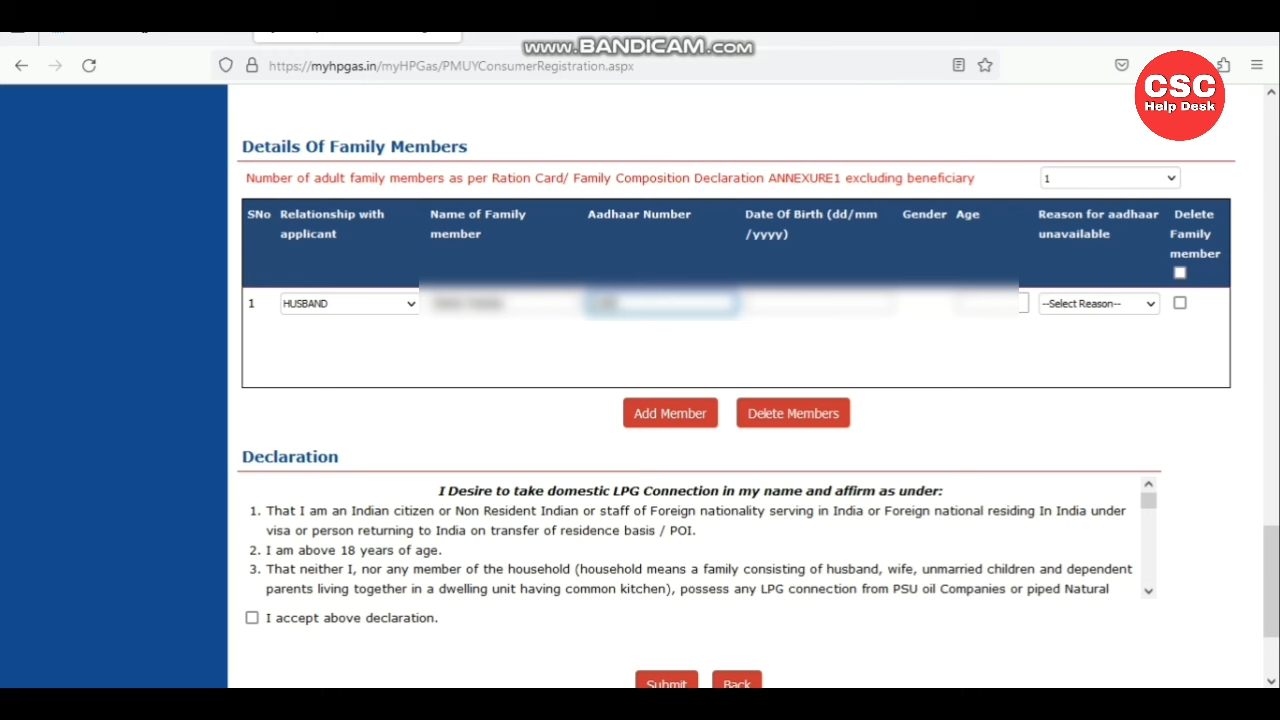 www.BANDICAM.com
https://myhpgas.in/myHPGas/PMUYConsumerRegistration.aspx
CSC
Help Desk
Details Of Family Members
Number of adult family members as per Ration Card/ Family Composition Declaration ANNEXURE1 excluding beneficiary 1
SNo Relationship with applicant Name of Family member Aadhaar Number Date Of Birth (dd/mm/yyyy) Gender Age Reason for aadhaar unavailable Delete Family member
1 HUSBAND --Select Reason--
Add Member Delete Members
Declaration
I Desire to take domestic LPG Connection in my name and affirm as under:
1. That I am an Indian citizen or Non Resident Indian or staff of Foreign nationality serving in India or Foreign national residing In India under
visa or person returning to India on transfer of residence basis / POI.
2. I am above 18 years of age.
3. That neither I, nor any member of the household (household means a family consisting of husband, wife, unmarried children and dependent
parents living together in a dwelling unit having common kitchen), possess any LPG connection from PSU oil Companies or piped Natural
I accept above declaration.
Submit Back